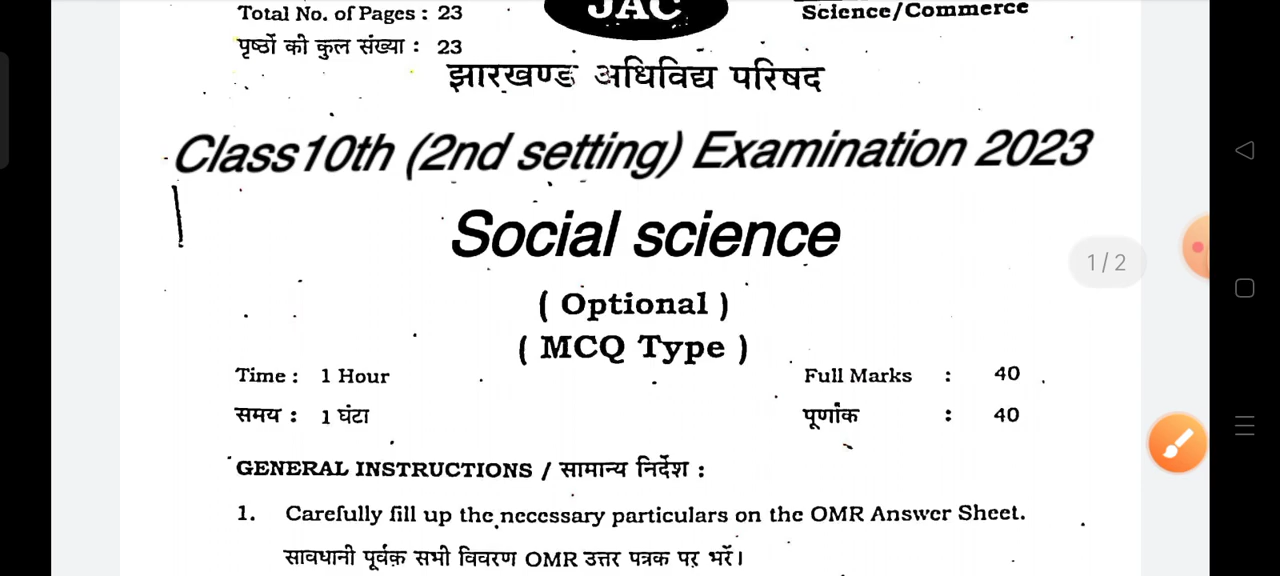 Total No. of Pages : 23
JAC
Science/Commerce
पृष्ठों की कुल संख्या : 23
झारखण्ड अधिविद्य परिषद
Class10th (2nd setting) Examination 2023
Social science
( Optional )
( MCQ Type )
Time : 1 Hour Full Marks : 40
समय : 1 घंटा पूर्णांक : 40
GENERAL INSTRUCTIONS / सामान्य निर्देश :
1. Carefully fill up the necessary particulars on the OMR Answer Sheet.
सावधानी पूर्वक सभी विवरण OMR उत्तर पत्रक पर भरें।
1/2